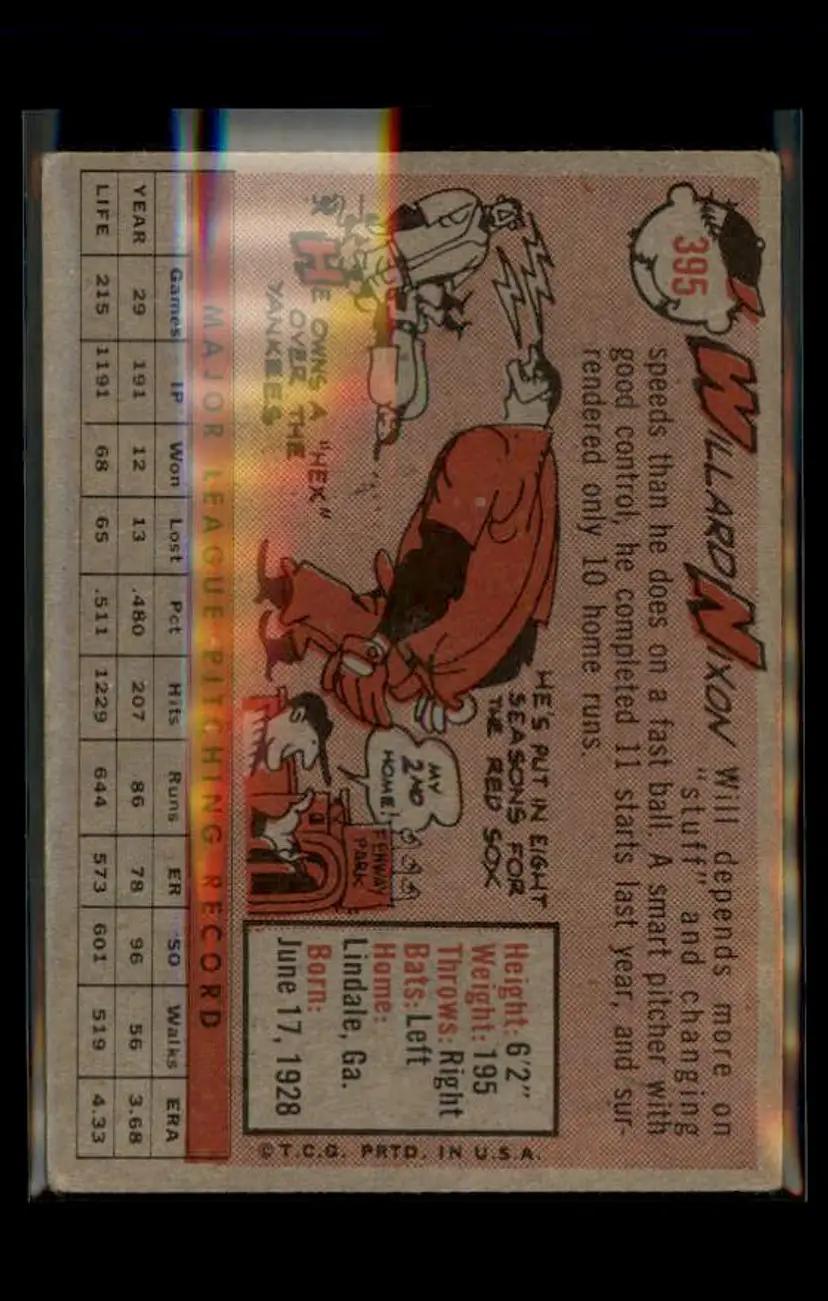 395
WILLARD NIXON Will depends more on
"stuff" and changing
speeds than he does on a fast ball. A smart pitcher with
good control, he completed 11 starts last year, and sur-
rendered only 10 home runs.
HE OWNS A "HEX"
OVER THE
YANKEES
HE'S PUT IN EIGHT
SEASONS FOR
THE RED SOX
MY
2ND
HOME!
FENWAY
PARK
Height: 6'2"
Weight: 195
Throws: Right
Bats: Left
Home:
Lindale, Ga.
Born:
June 17, 1928
© T.C.G. PRTD. IN U.S.A.
MAJOR LEAGUE PITCHING RECORD
Games IP Won Lost Pct Hits Runs ER SO Walks ERA
YEAR 29 191 12 13 .480 207 86 78 96 56 3.68
LIFE 215 1191 68 65 .511 1229 644 573 601 519 4.33